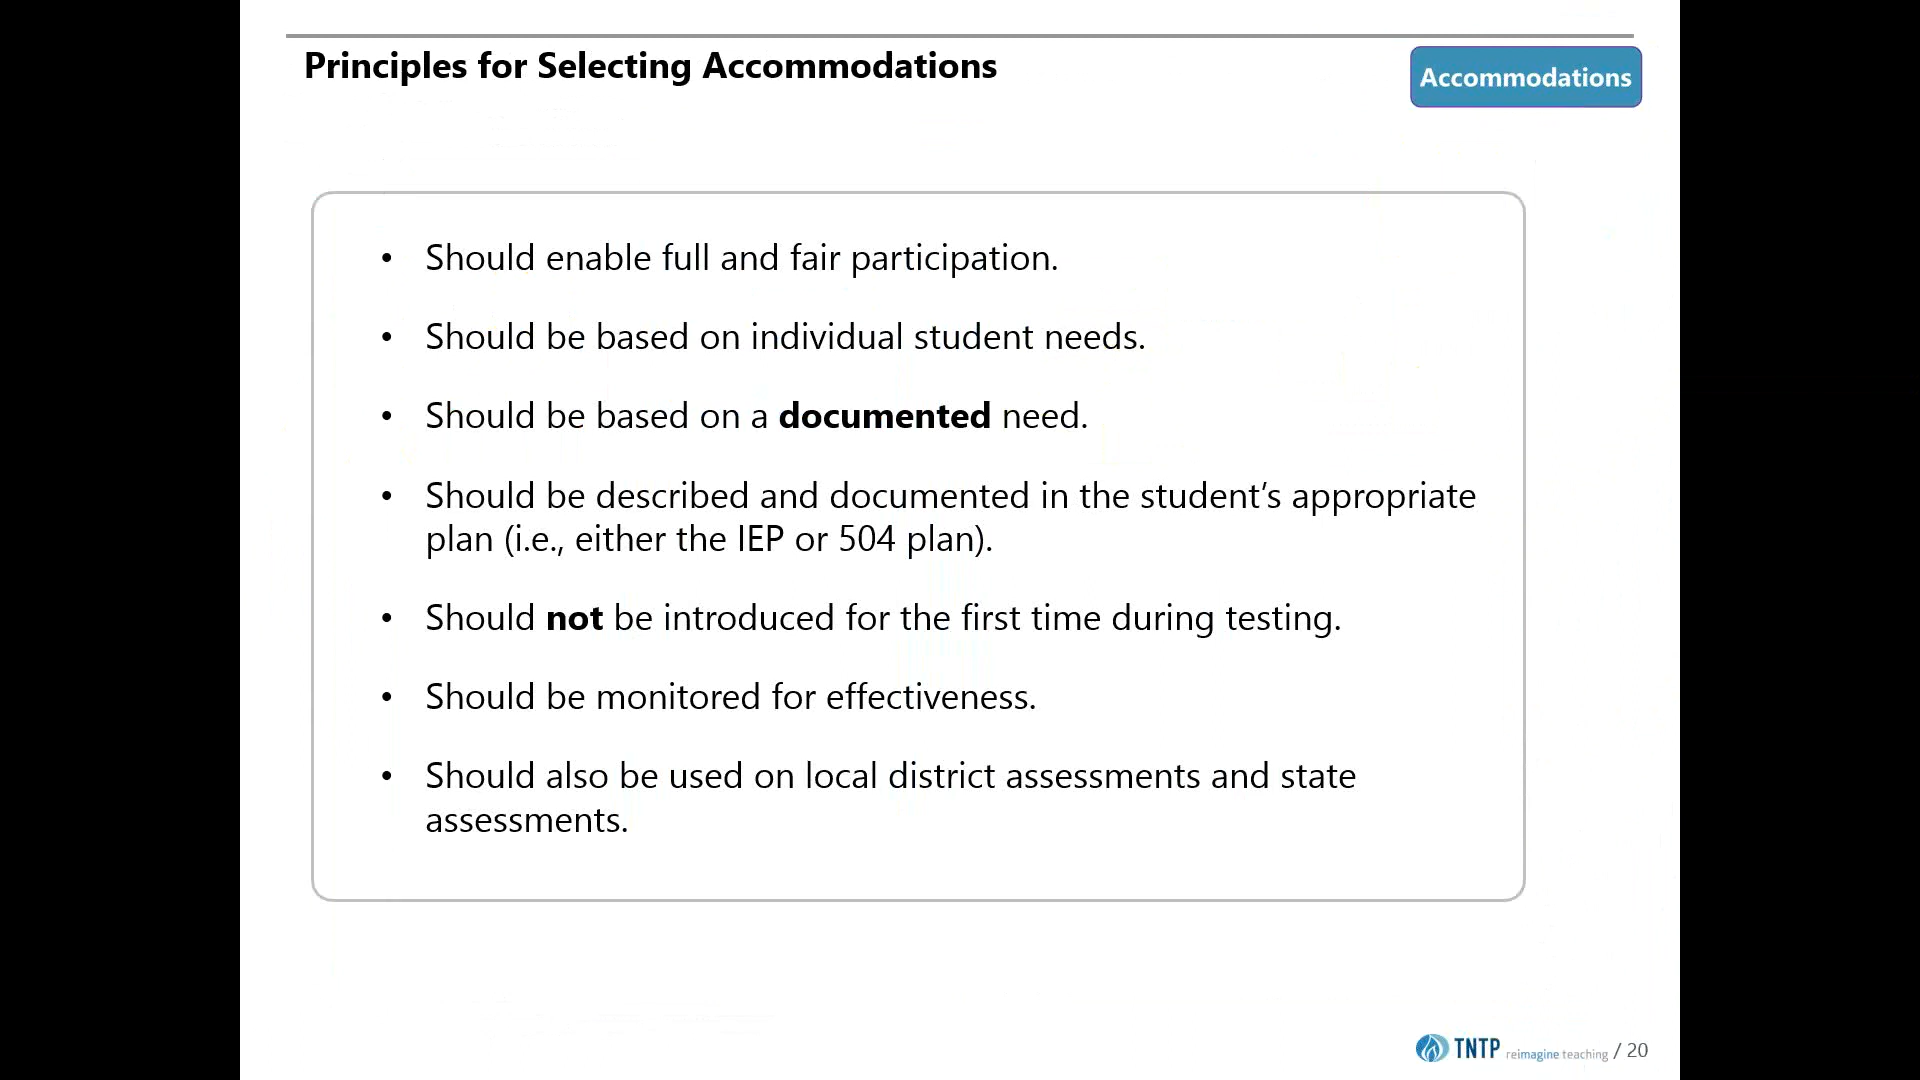 Principles for Selecting Accommodations
Accommodations
• Should enable full and fair participation.
• Should be based on individual student needs.
• Should be based on a documented need.
• Should be described and documented in the student’s appropriate
plan (i.e., either the IEP or 504 plan).
• Should not be introduced for the first time during testing.
• Should be monitored for effectiveness.
• Should also be used on local district assessments and state
assessments.
TNTP reimagine teaching / 20